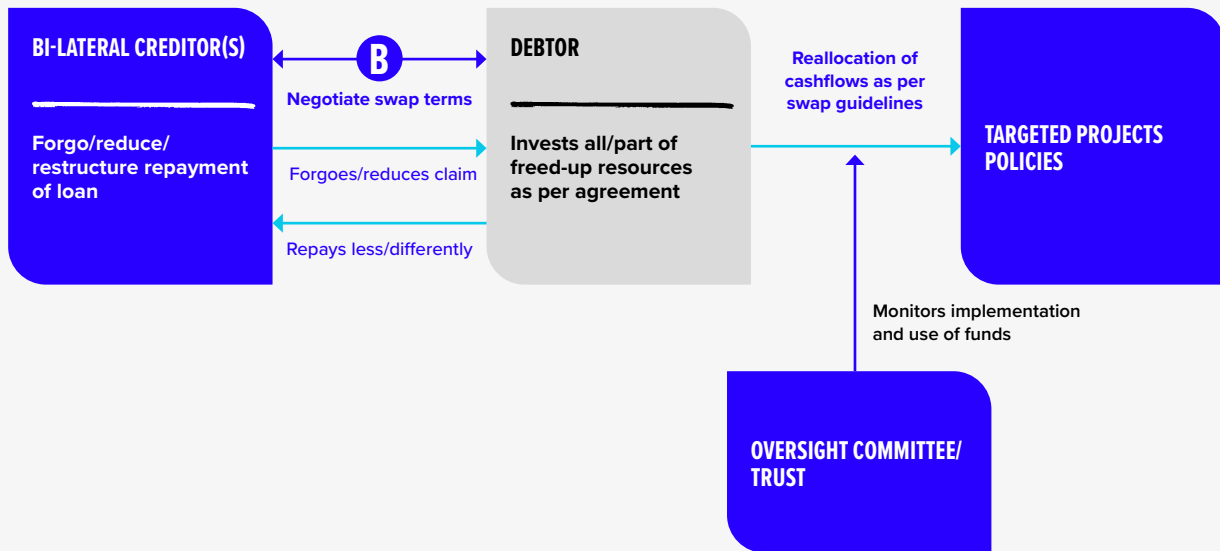 BI-LATERAL CREDITOR(S)
Forgo/reduce/
restructure repayment
of loan
B
Negotiate swap terms
Forgoes/reduces claim
Repays less/differently
DEBTOR
Invests all/part of
freed-up resources
as per agreement
Reallocation of
cashflows as per
swap guidelines
TARGETED PROJECTS
POLICIES
Monitors implementation
and use of funds
OVERSIGHT COMMITTEE/
TRUST